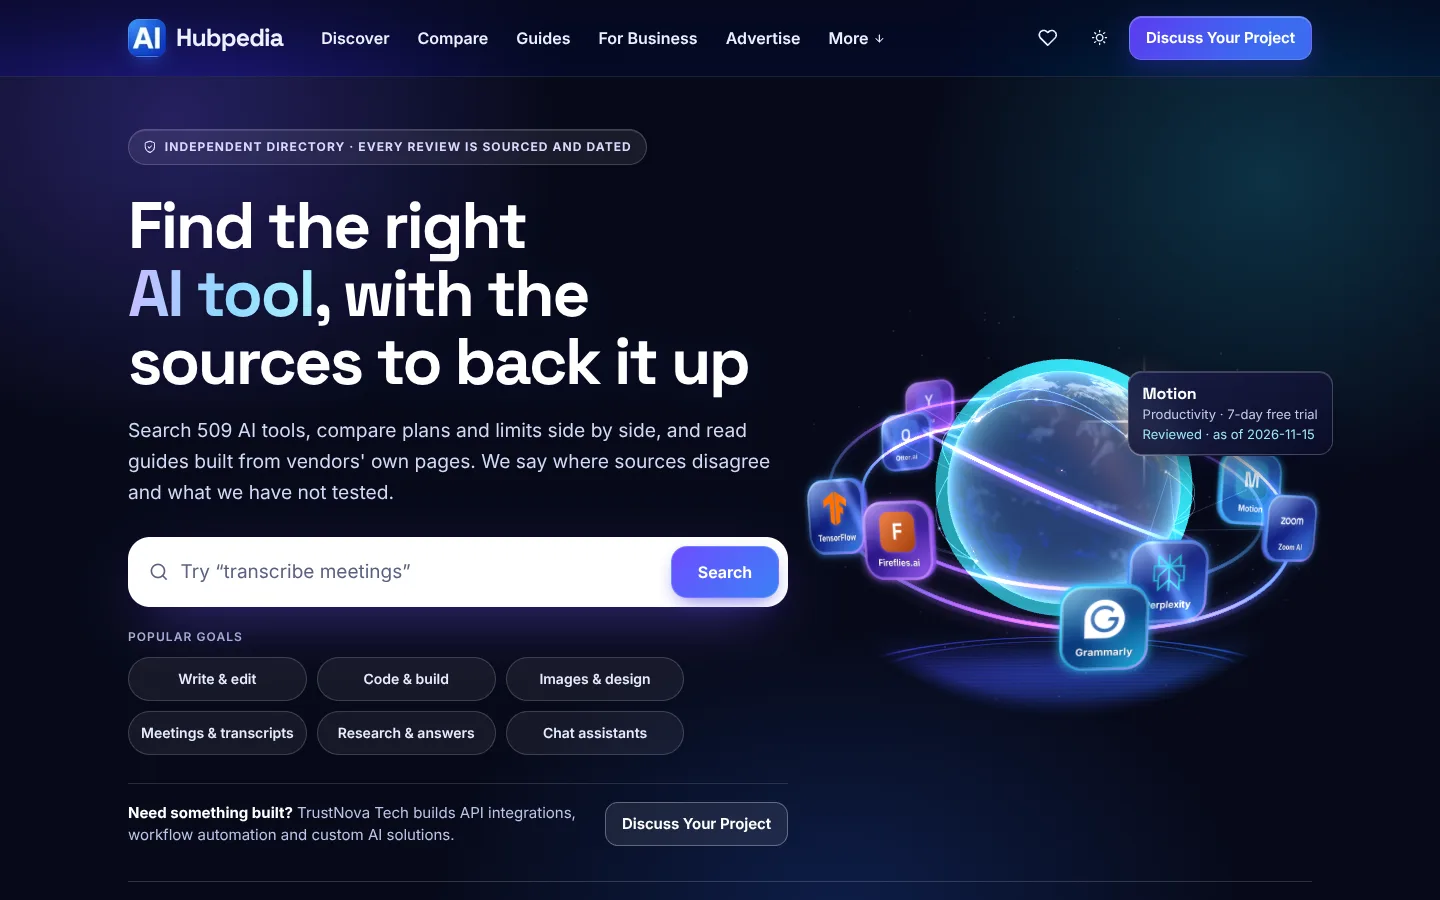 AI Hubpedia
Discover
Compare
Guides
For Business
Advertise
More
Discuss Your Project
INDEPENDENT DIRECTORY · EVERY REVIEW IS SOURCED AND DATED
Find the right
AI tool, with the
sources to back it up
Search 509 AI tools, compare plans and limits side by side, and read
guides built from vendors' own pages. We say where sources disagree
and what we have not tested.
Try “transcribe meetings”
Search
POPULAR GOALS
Write & edit
Code & build
Images & design
Meetings & transcripts
Research & answers
Chat assistants
Need something built? TrustNova Tech builds API integrations,
workflow automation and custom AI solutions.
Discuss Your Project
Motion
Productivity · 7-day free trial
Reviewed · as of 2026-11-15
Y
O
Otter.ai
TensorFlow
F
Fireflies.ai
M
Motion
zoom
Zoom AI
erplexity
G
Grammarly